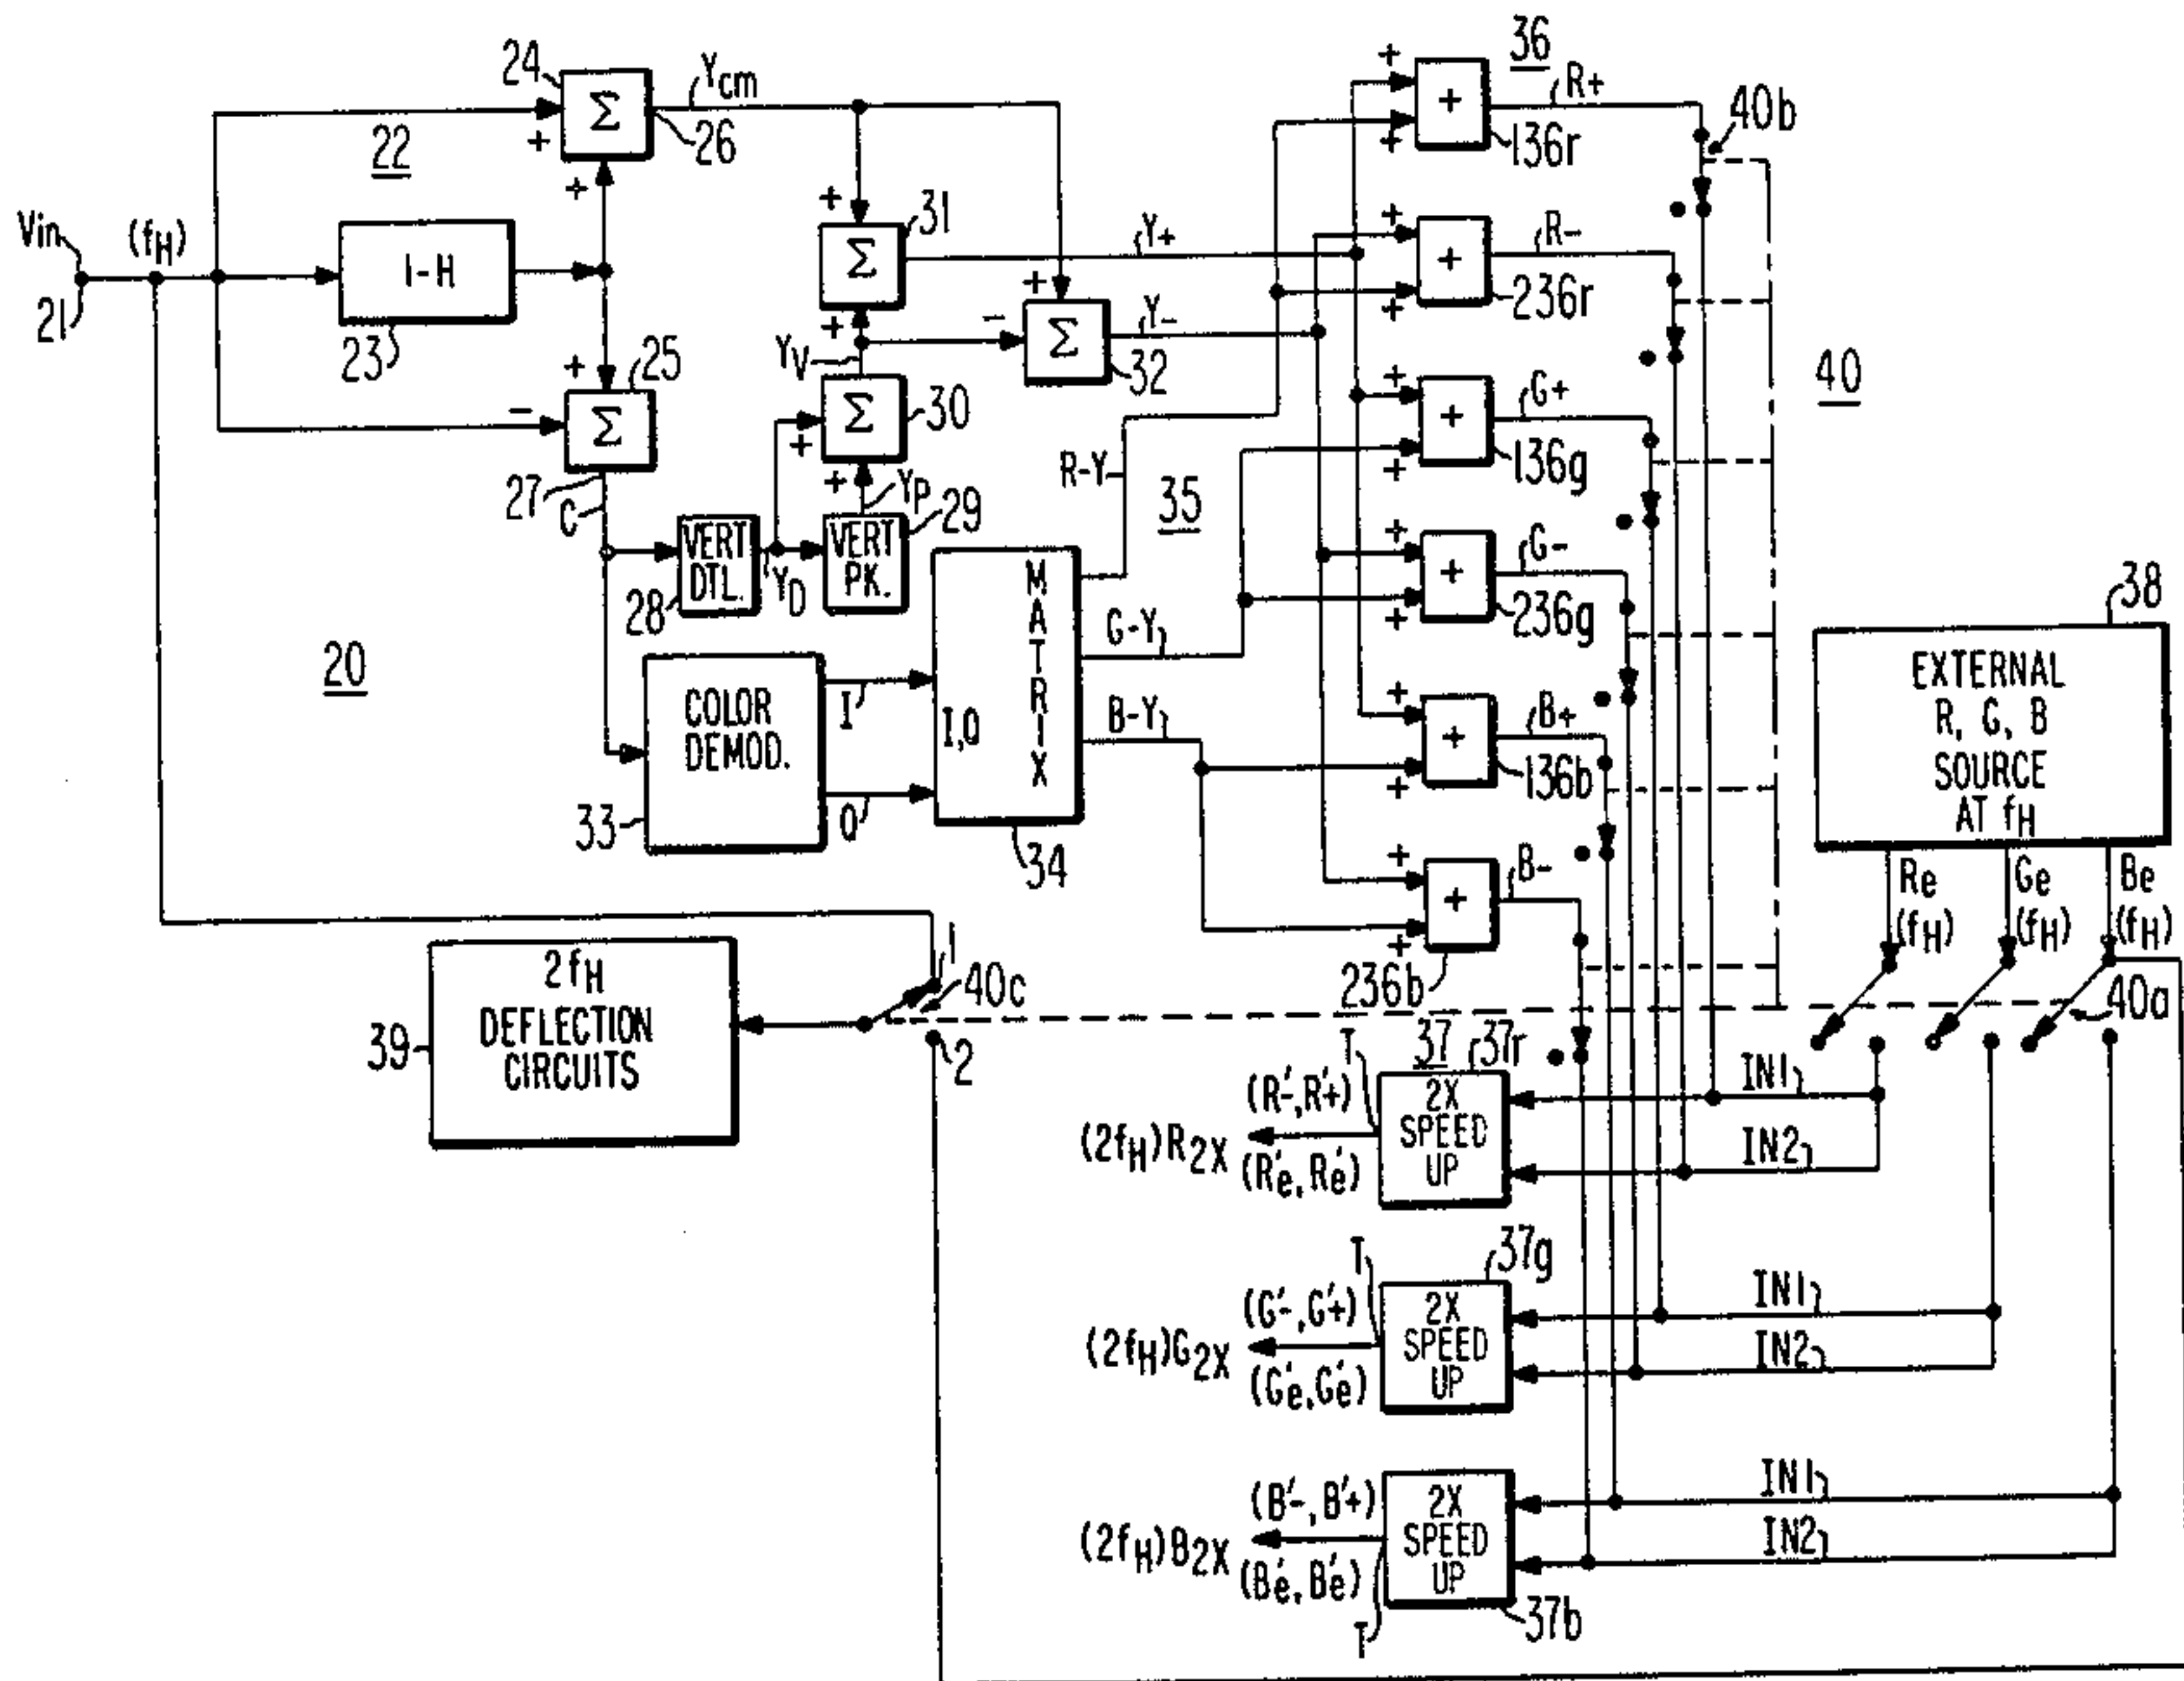 24
Ycm
36
+
R+
Σ
+
26
+
136r
40b
22
+
31
+
R-
Vin
(fH)
+
Y+
+
1-H
Σ
236r
21
23
+
+
Y-
+
25
-
Σ
32
+
G+
40
YV
30
+
Σ
+
136g
-
Σ
+
+
R-Y
35
+
G-
27
C
+
YP
29
38
VERT
DTL.
VERT
PK.
M
A
T
R
I
X
+
236g
28
YD
G-Y
+
EXTERNAL
R, G, B
SOURCE
AT fH
20
COLOR
DEMOD.
I
I,Q
B-Y
+
B+
+
136b
33
Q
34
+
B-
+
Re
(fH)
Ge
(fH)
Be
(fH)
+
236b
1
40c
2
2fH
DEFLECTION
CIRCUITS
39
40a
T
37
37r
(R'-,R'+)
2X
SPEED
UP
IN1
(2fH)R2X
IN2
(R'e,R'e)
T
37g
(G'-,G'+)
2X
SPEED
UP
IN1
(2fH)G2X
IN2
(G'e,G'e)
(B'-,B'+)
2X
SPEED
UP
IN1
(2fH)B2X
IN2
(B'e,B'e)
T
37b